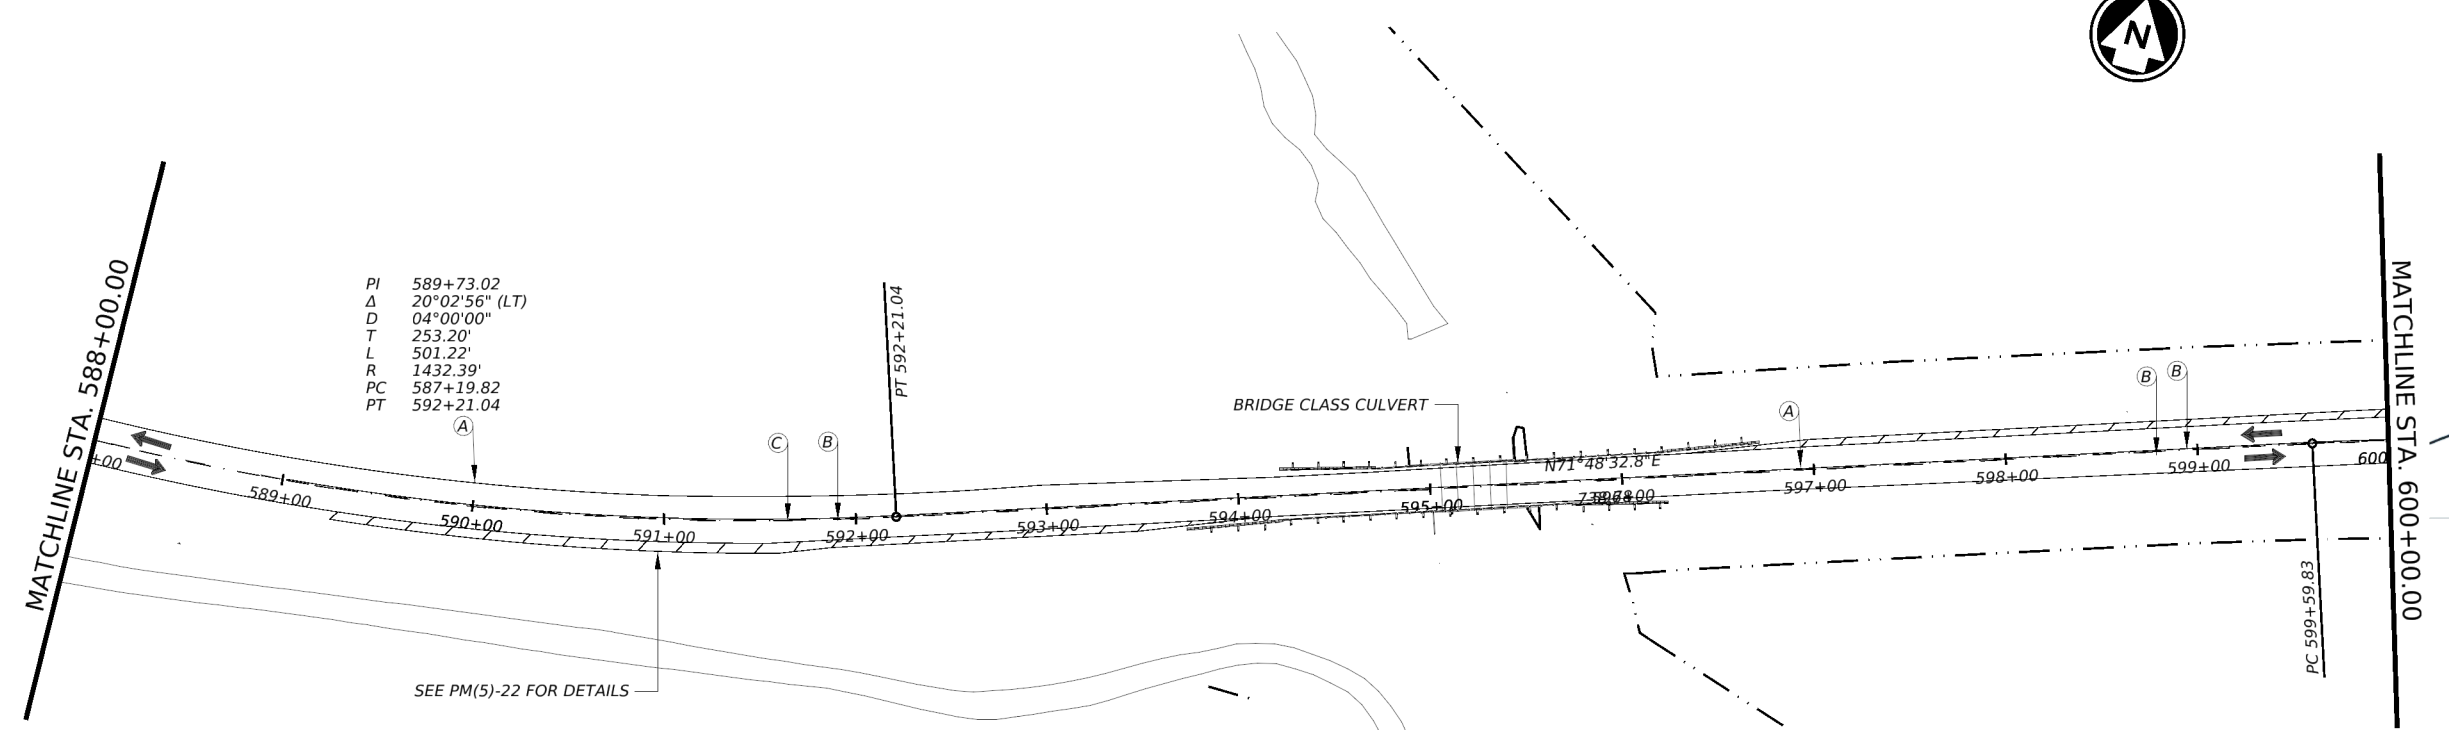 N
MATCHLINE STA. 588+00.00
PI 589+73.02
Δ 20°02'56" (LT)
D 04°00'00"
T 253.20'
L 501.22'
R 1432.39'
PC 587+19.82
PT 592+21.04
A
C
B
PT 592+21.04
BRIDGE CLASS CULVERT
N71°48'32.8"E
A
B
B
MATCHLINE STA. 600+00.00
+00
589+00
590+00
591+00
592+00
593+00
594+00
595+00
597+00
598+00
599+00
600
PC 599+59.83
SEE PM(5)-22 FOR DETAILS